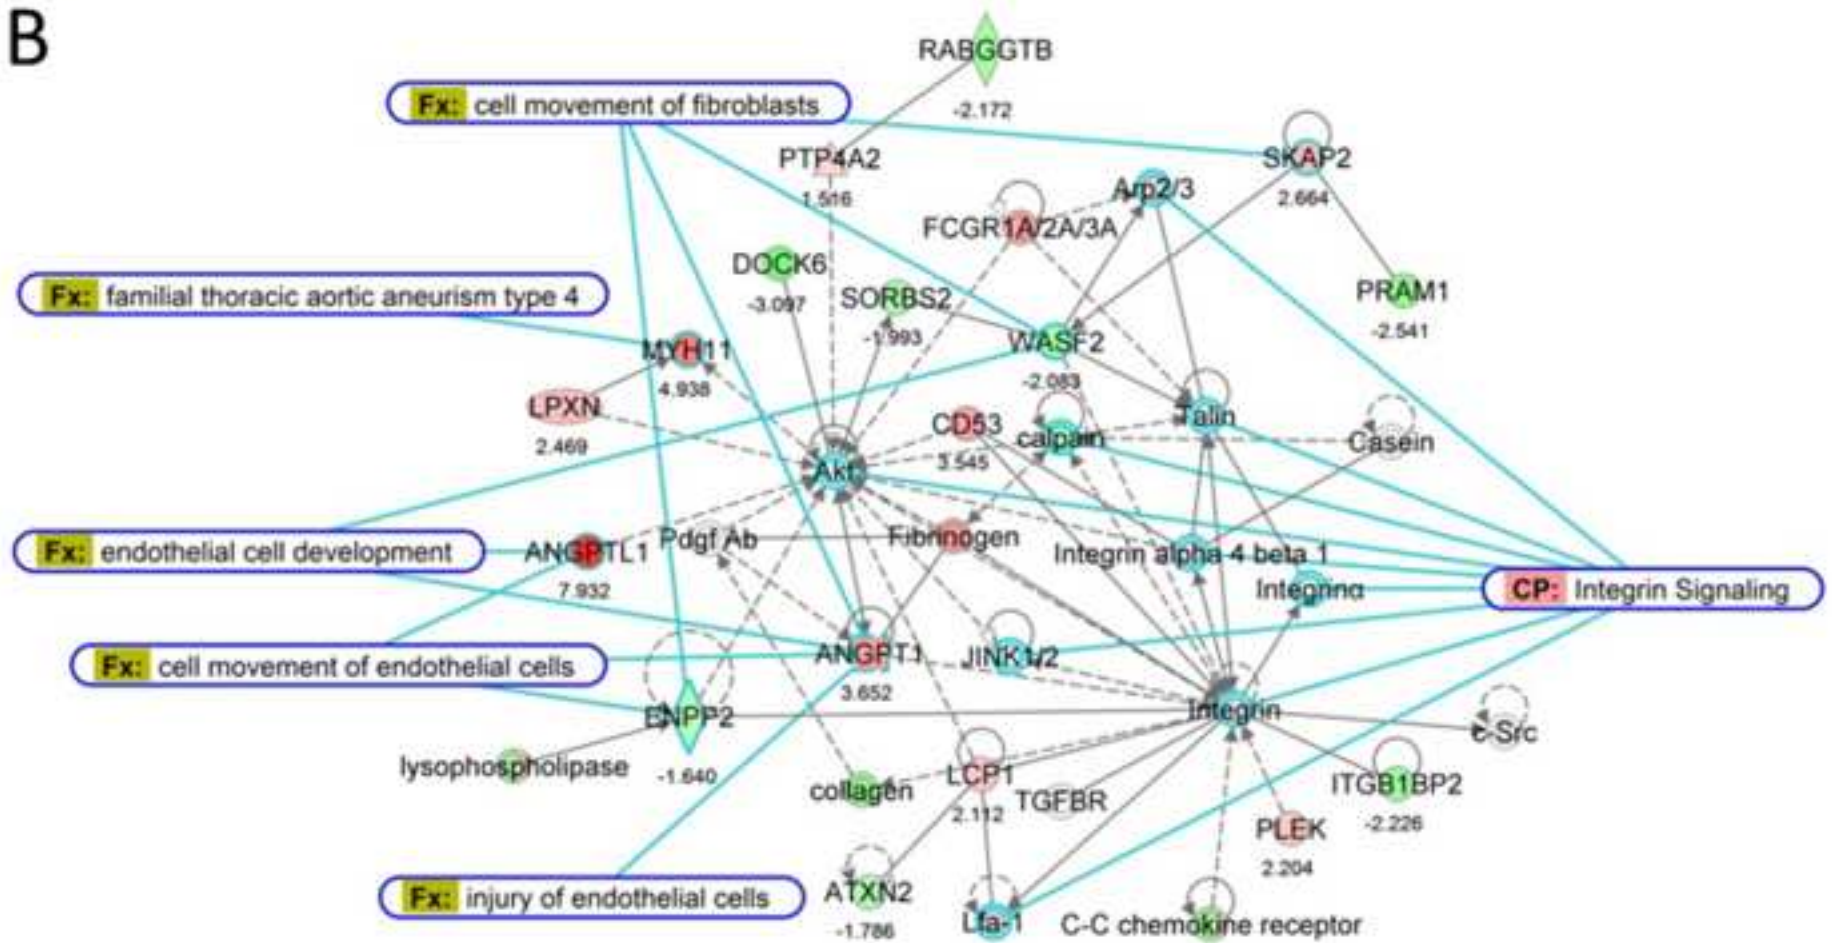 B
RABGGTB
-2.172
Fx: cell movement of fibroblasts
PTP4A2
1.516
SKAP2
2.664
Arp2/3
FCGR1A/2A/3A
DOCK6
-3.097
SORBS2
-1.993
PRAM1
-2.541
Fx: familial thoracic aortic aneurism type 4
WASF2
-2.083
MYH11
4.938
LPXN
2.469
CD53
3.545
calpain
Talin
Casein
Akt
Fx: endothelial cell development
ANGPTL1
7.932
Pdgf Ab
Fibrinogen
Integrin alpha 4 beta 1
Integrinα
CP: Integrin Signaling
Fx: cell movement of endothelial cells
ANGPT1
3.652
JINK1/2
ENPP2
-1.640
Integrin
c-Src
lysophospholipase
collagen
LCP1
2.112
TGFBR
ITGB1BP2
-2.226
PLEK
2.204
Fx: injury of endothelial cells
ATXN2
-1.786
Lfa-1
C-C chemokine receptor